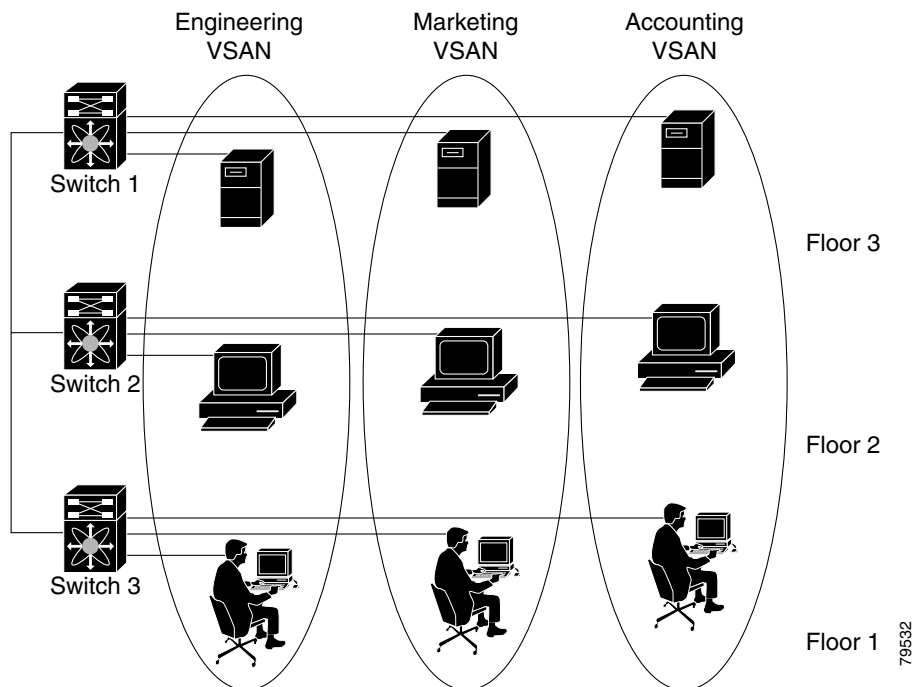 Engineering
VSAN
Marketing
VSAN
Accounting
VSAN
Switch 1
Floor 3
Switch 2
Floor 2
Switch 3
Floor 1
79532